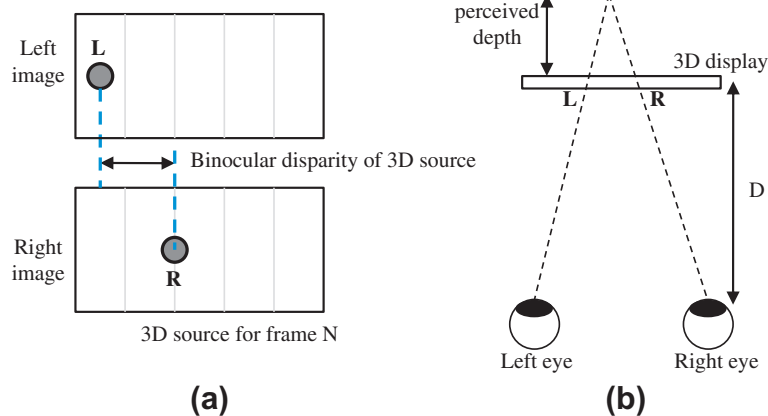 Left
image
L
Binocular disparity of 3D source
Right
image
R
3D source for frame N
(a)
perceived
depth
3D display
L R
D
Left eye Right eye
(b)